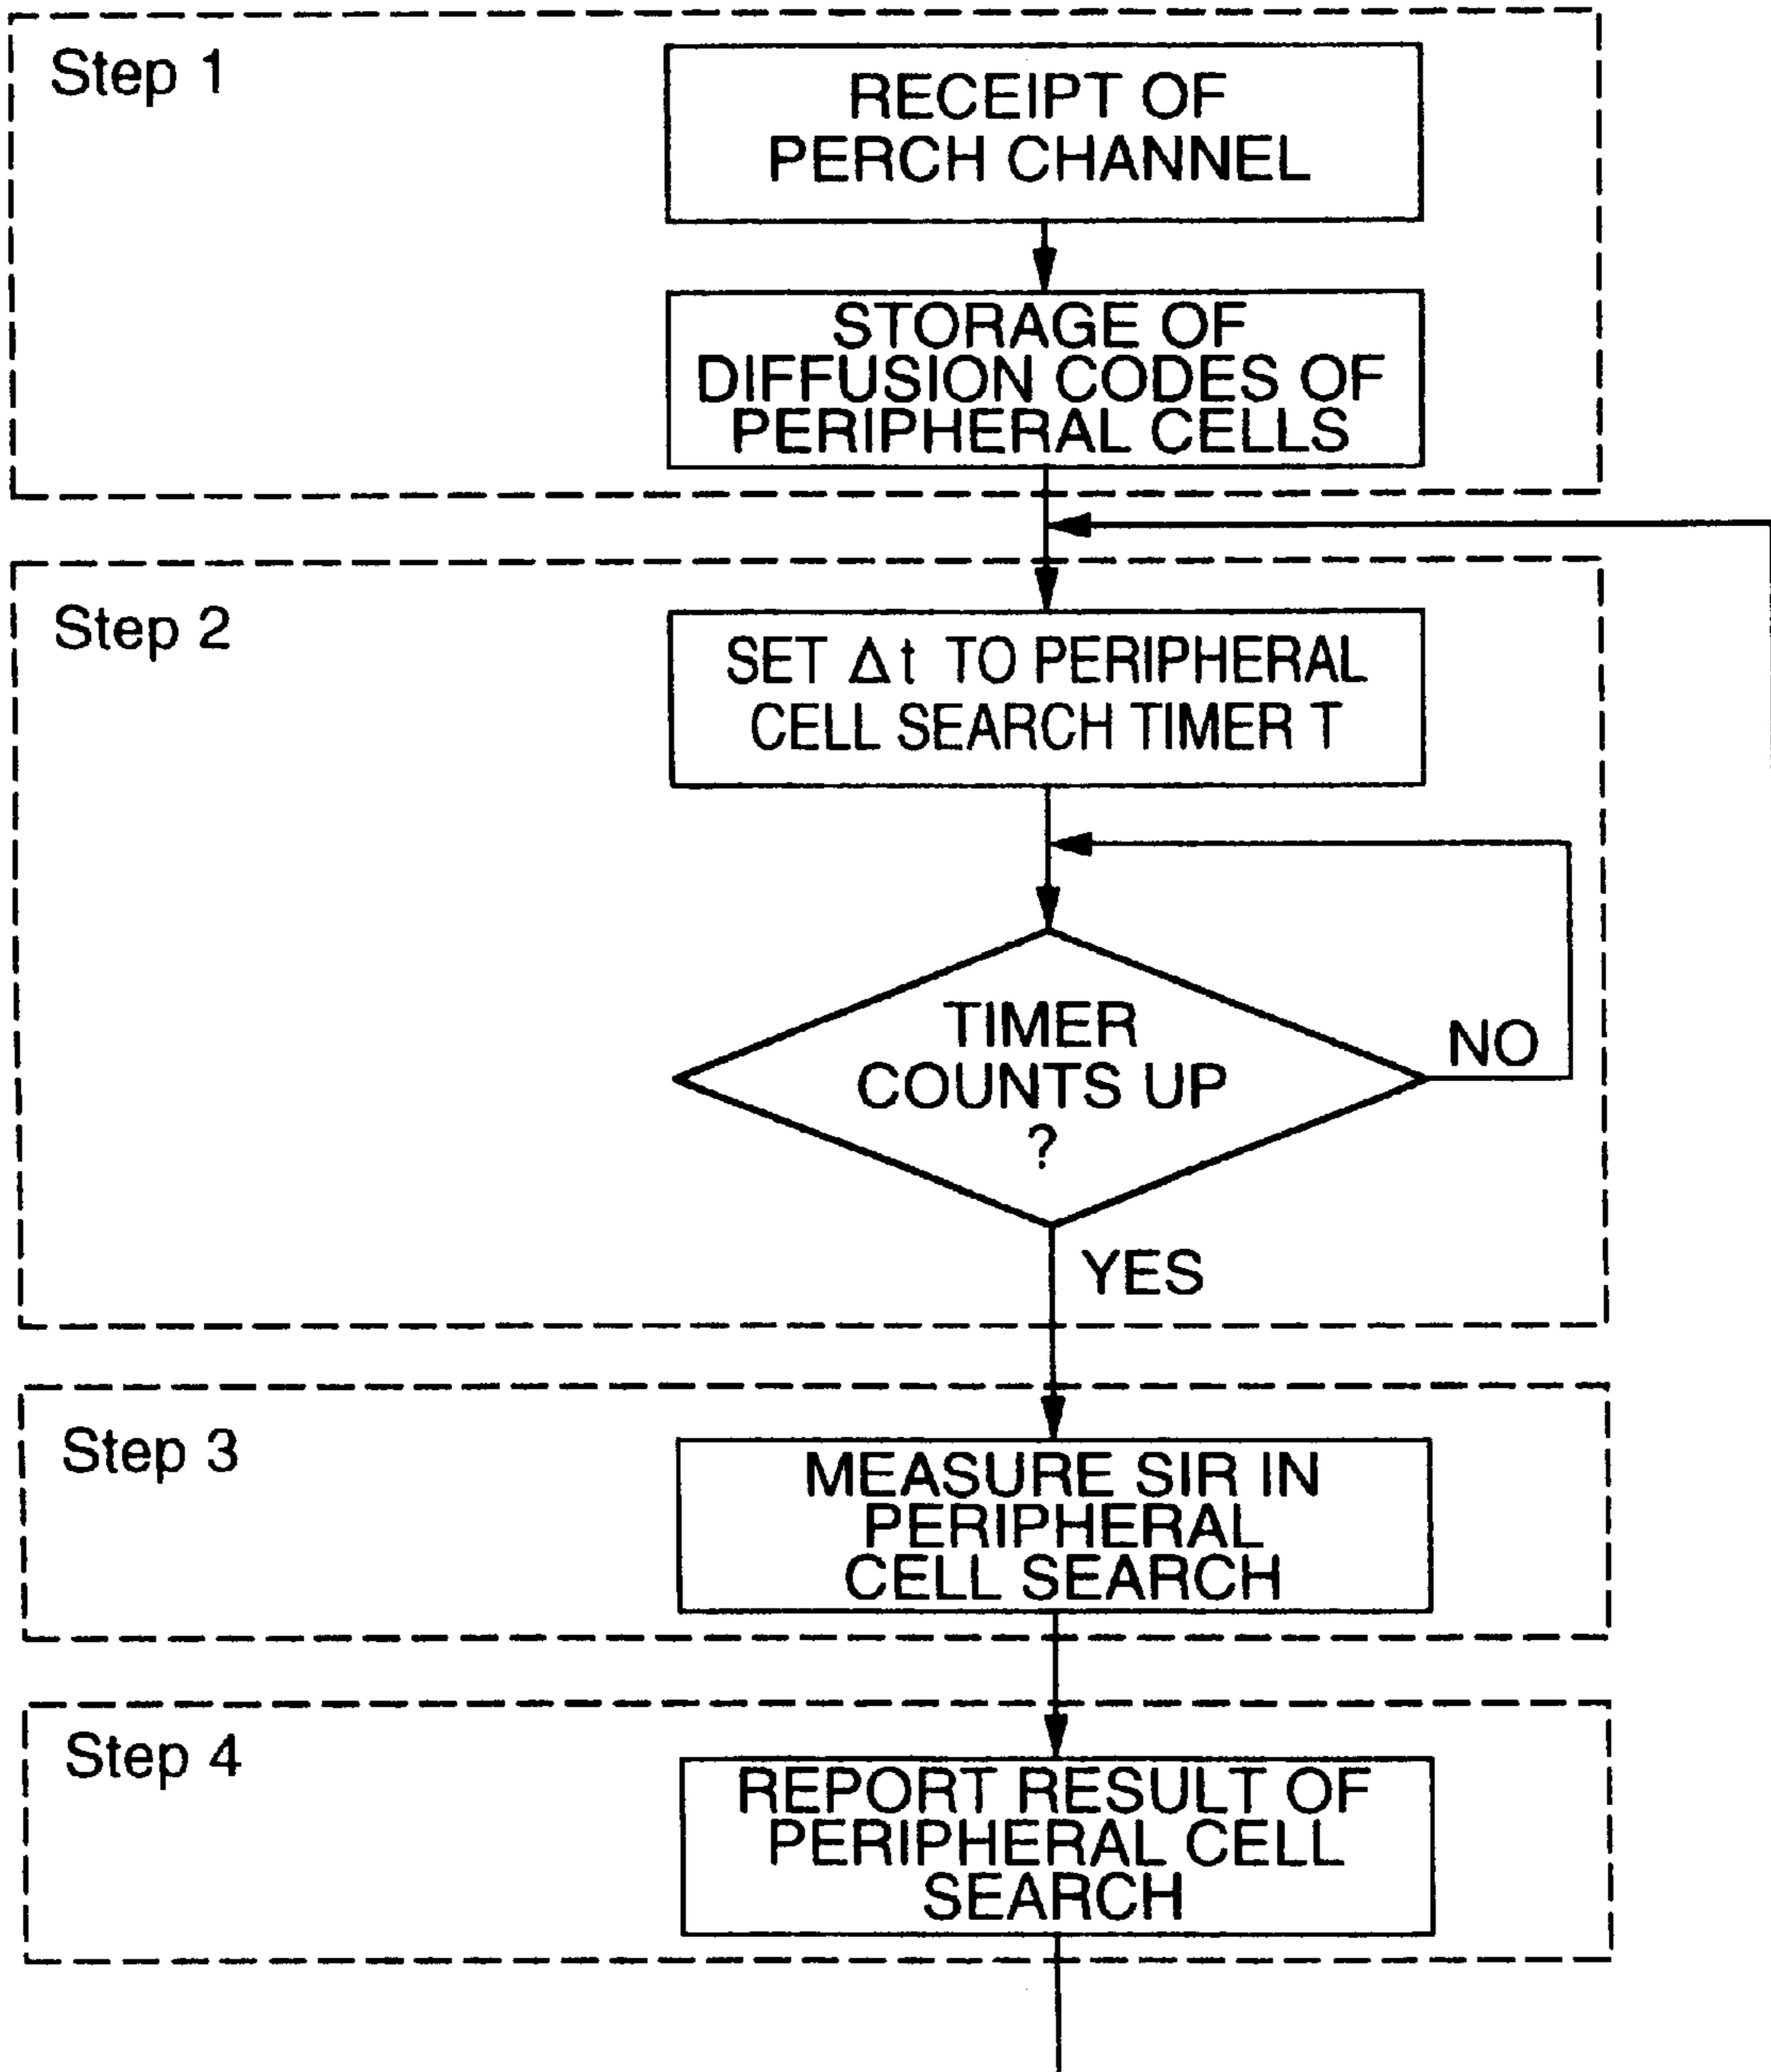 Step 1
RECEIPT OF
PERCH CHANNEL
STORAGE OF
DIFFUSION CODES OF
PERIPHERAL CELLS
Step 2
SET Δt TO PERIPHERAL
CELL SEARCH TIMER T
TIMER
COUNTS UP
?
NO
YES
Step 3
MEASURE SIR IN
PERIPHERAL
CELL SEARCH
Step 4
REPORT RESULT OF
PERIPHERAL CELL
SEARCH